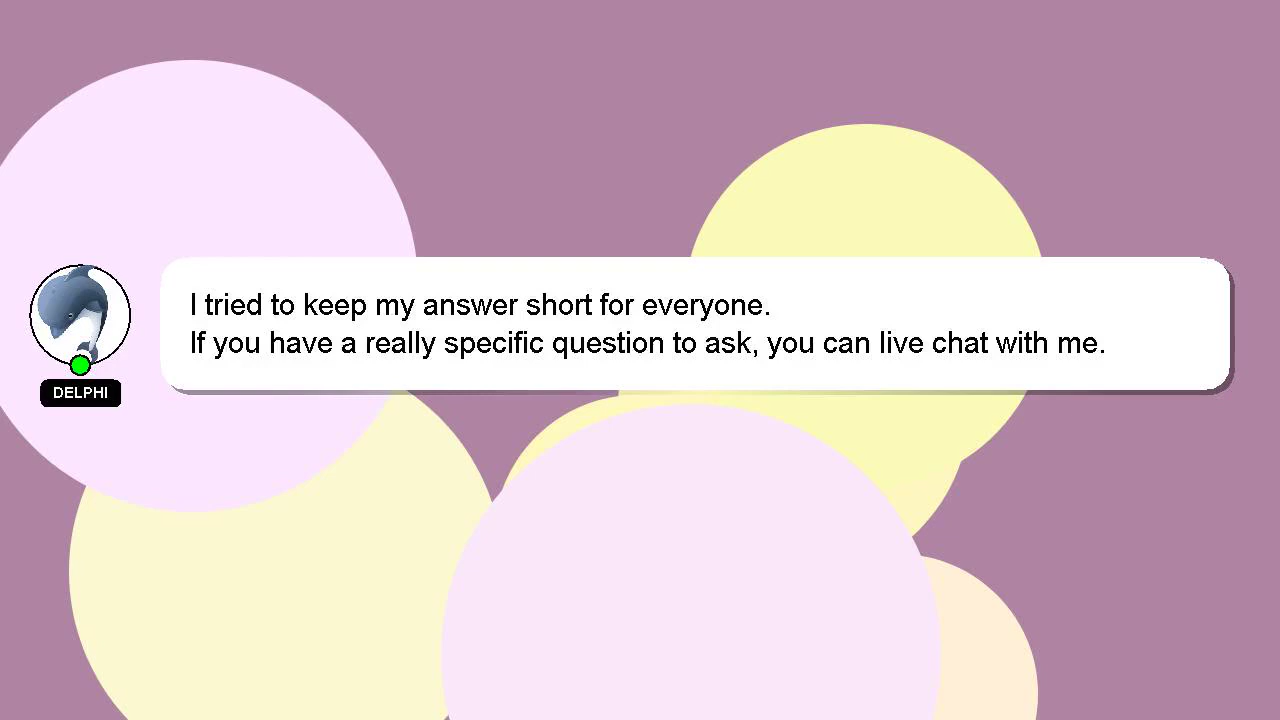 I tried to keep my answer short for everyone.
If you have a really specific question to ask, you can live chat with me.
DELPHI